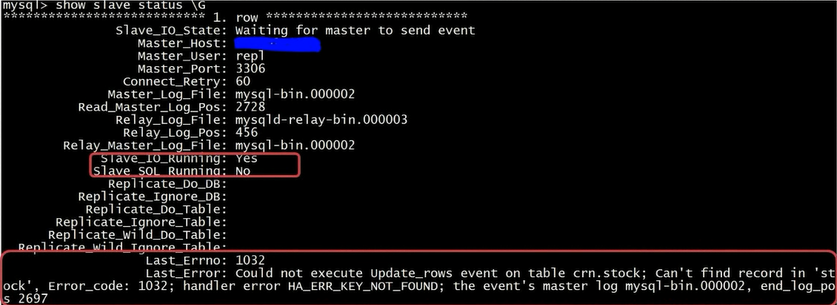 mysql> show slave status \G
*************************** 1. row ***************************
Slave_IO_State: Waiting for master to send event
Master_Host:
Master_User: repl
Master_Port: 3306
Connect_Retry: 60
Master_Log_File: mysql-bin.000002
Read_Master_Log_Pos: 2728
Relay_Log_File: mysqld-relay-bin.000003
Relay_Log_Pos: 456
Relay_Master_Log_File: mysql-bin.000002
Slave_IO_Running: Yes
Slave_SQL_Running: No
Replicate_Do_DB:
Replicate_Ignore_DB:
Replicate_Do_Table:
Replicate_Ignore_Table:
Replicate_Wild_Do_Table:
Replicate_Wild_Ignore_Table:
Last_Errno: 1032
Last_Error: Could not execute Update_rows event on table crn.stock; Can't find record in 'st
ock', Error_code: 1032; handler error HA_ERR_KEY_NOT_FOUND; the event's master log mysql-bin.000002, end_log_po
s 2697